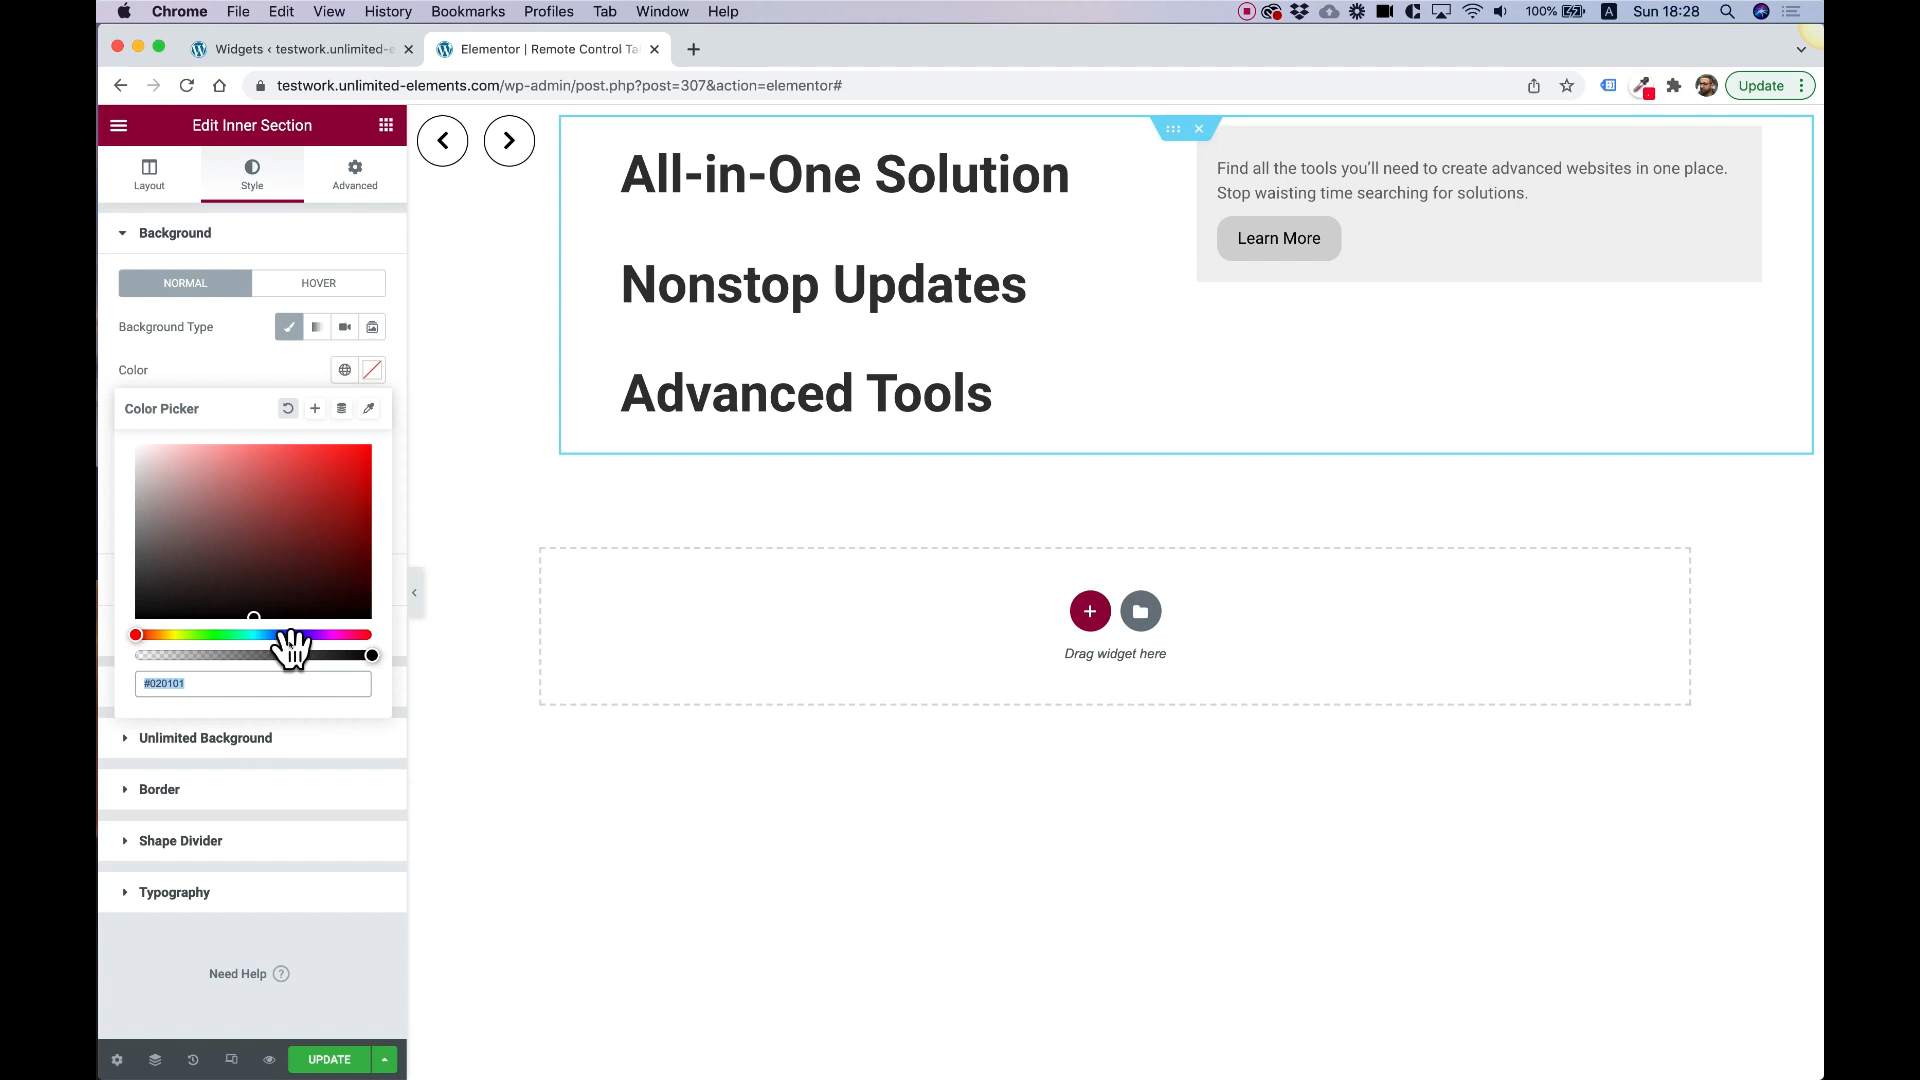 Chrome File Edit View History Bookmarks Profiles Tab Window Help 100% A Sun 18:28
Widgets ‹ testwork.unlimited-e
Elementor | Remote Control Ta
testwork.unlimited-elements.com/wp-admin/post.php?post=307&action=elementor#
Update
Edit Inner Section
Layout Style Advanced
Background
NORMAL HOVER
Background Type
Color
Color Picker
#020101
Unlimited Background
Border
Shape Divider
Typography
Need Help ?
UPDATE
All-in-One Solution
Nonstop Updates
Advanced Tools
Find all the tools you’ll need to create advanced websites in one place.
Stop waisting time searching for solutions.
Learn More
Drag widget here